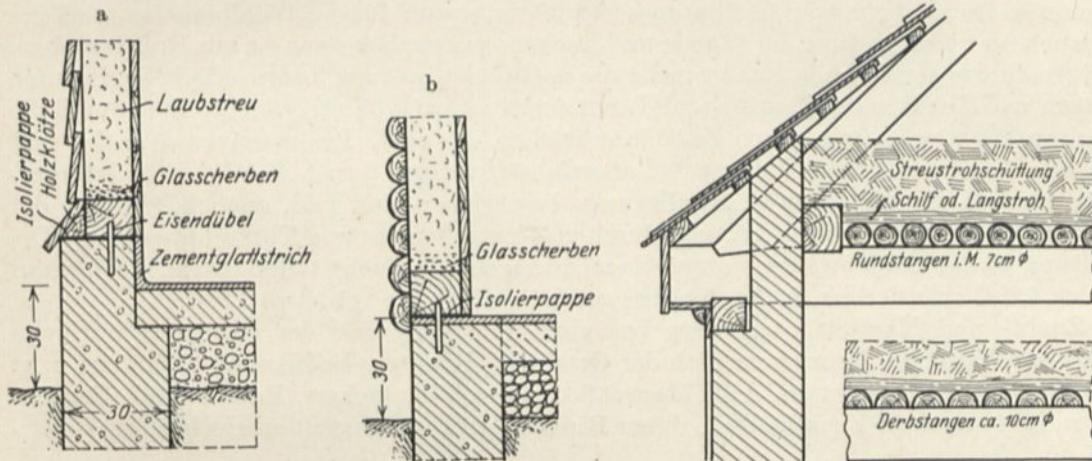 a
Laubstreu
Isolierpappe
Holzklötze
Glasscherben
Eisendübel
Zementglattstrich
30
30
b
Glasscherben
Isolierpappe
30
Streustrohschüttung
Schilf od. Langstroh
Rundstangen i. M. 7cm ϕ
Derbstangen ca. 10cm ϕ